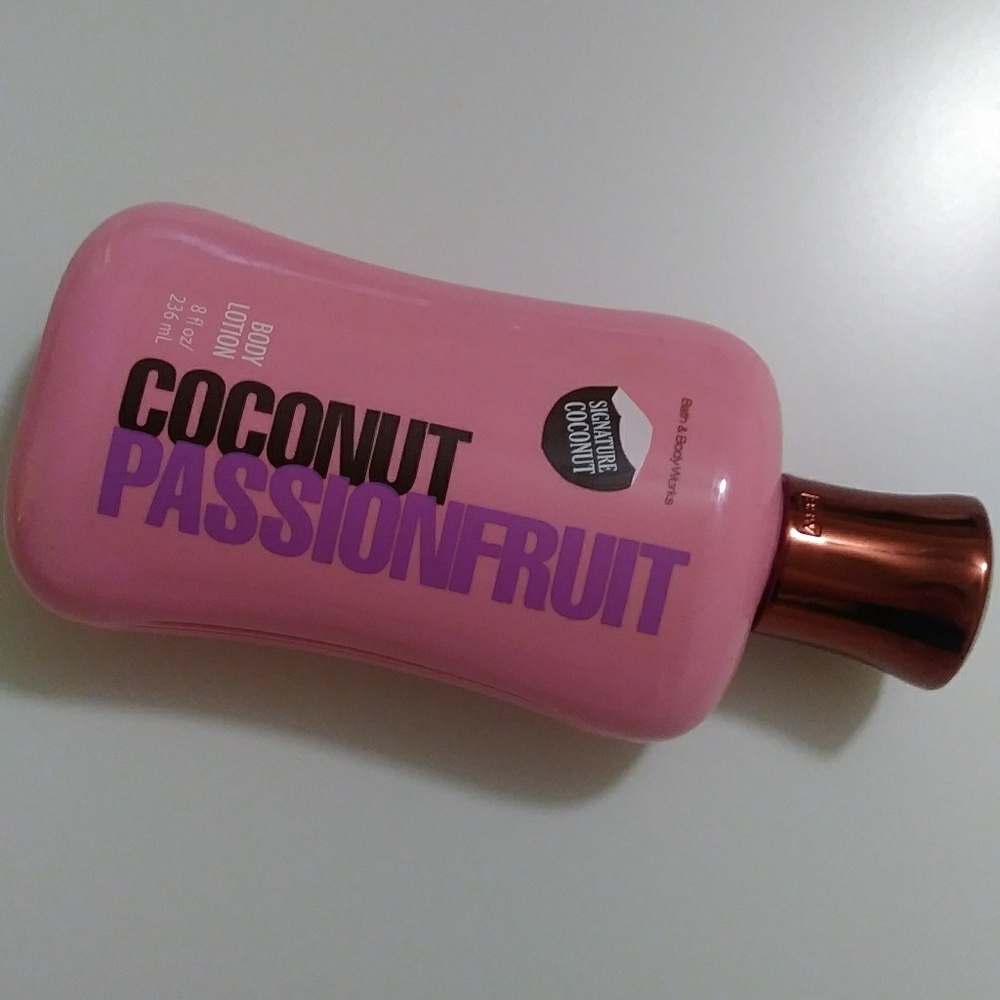 Bath & Body Works
SIGNATURE
COCONUT
COCONUT
PASSIONFRUIT
BODY
LOTION
8 fl oz/
236 mL